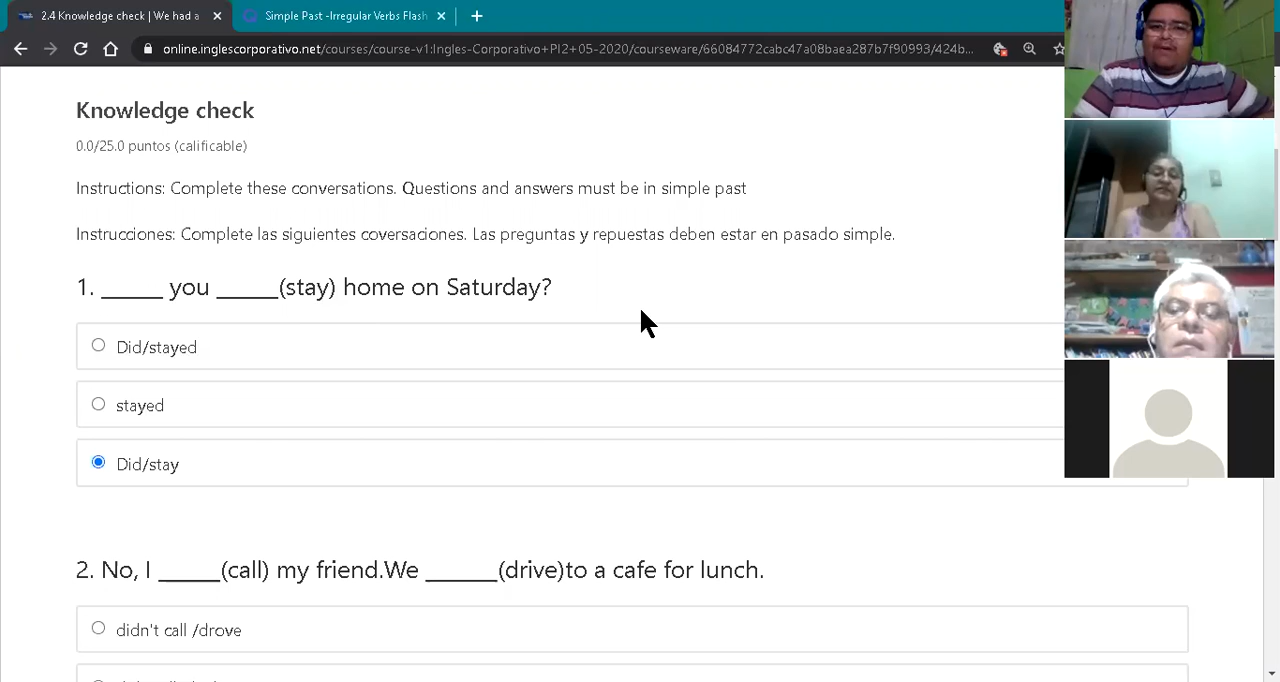 2.4 Knowledge check | We had a
Simple Past -Irregular Verbs Flash
online.inglescorporativo.net/courses/course-v1:Ingles-Corporativo+PI2+05-2020/courseware/66084772cabc47a08baea287b7f90993/424b...
Knowledge check
0.0/25.0 puntos (calificable)
Instructions: Complete these conversations. Questions and answers must be in simple past
Instrucciones: Complete las siguientes coversaciones. Las preguntas y repuestas deben estar en pasado simple.
1. _____ you _____(stay) home on Saturday?
Did/stayed
stayed
Did/stay
2. No, I _____(call) my friend.We ______(drive)to a cafe for lunch.
didn't call /drove